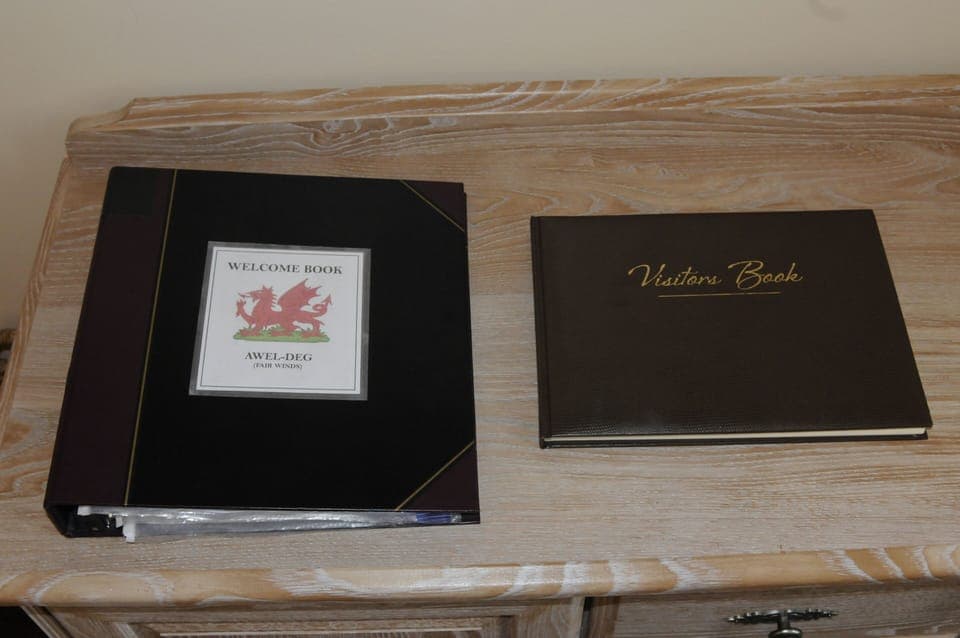 WELCOME BOOK
AWEL-DEG
(FAIR WINDS)
Visitors Book